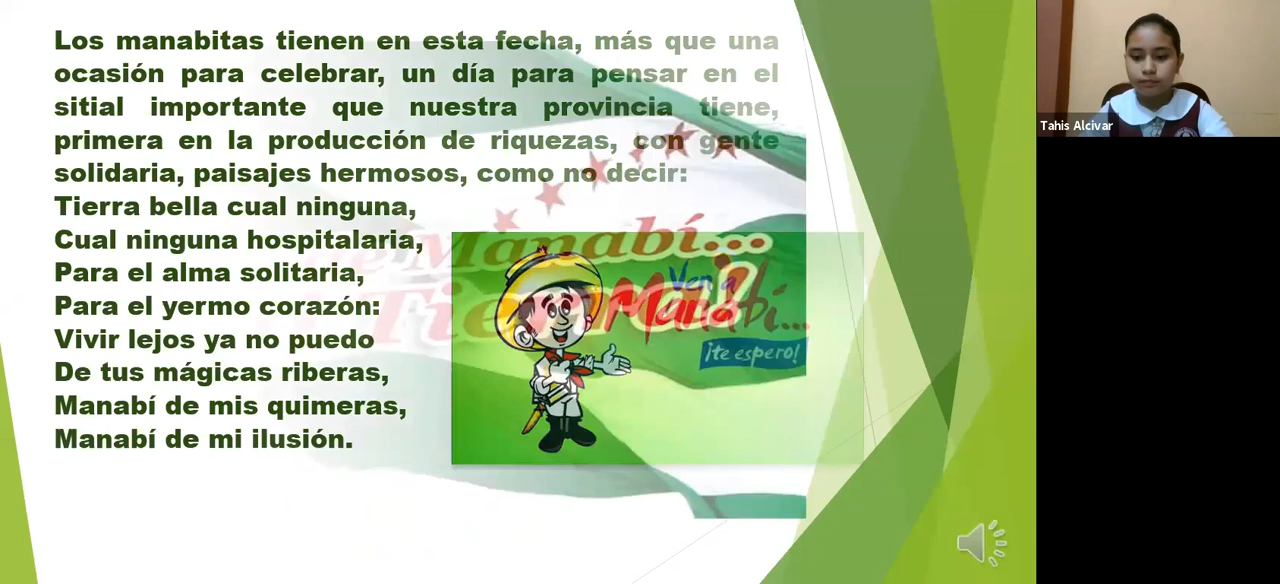 Los manabitas tienen en esta fecha, más que una
ocasión para celebrar, un día para pensar en el
sitial importante que nuestra provincia tiene,
primera en la producción de riquezas, con gente
solidaria, paisajes hermosos, como no decir:
Tierra bella cual ninguna,
Cual ninguna hospitalaria,
Para el alma solitaria,
Para el yermo corazón:
Vivir lejos ya no puedo
De tus mágicas riberas,
Manabí de mis quimeras,
Manabí de mi ilusión.
de Manabí...
Tierra
Ven a
Manabí...
¡te espero!
Tahis Alcivar